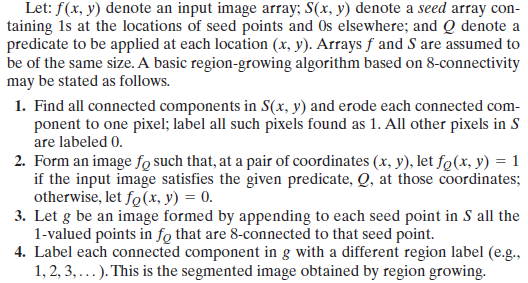 Let: f(x, y) denote an input image array; S(x, y) denote a seed array con-
taining 1s at the locations of seed points and 0s elsewhere; and Q denote a
predicate to be applied at each location (x, y). Arrays f and S are assumed to
be of the same size. A basic region-growing algorithm based on 8-connectivity
may be stated as follows.
1. Find all connected components in S(x, y) and erode each connected com-
ponent to one pixel; label all such pixels found as 1. All other pixels in S
are labeled 0.
2. Form an image f_Q such that, at a pair of coordinates (x, y), let f_Q(x, y) = 1
if the input image satisfies the given predicate, Q, at those coordinates;
otherwise, let f_Q(x, y) = 0.
3. Let g be an image formed by appending to each seed point in S all the
1-valued points in f_Q that are 8-connected to that seed point.
4. Label each connected component in g with a different region label (e.g.,
1, 2, 3, . . . ). This is the segmented image obtained by region growing.